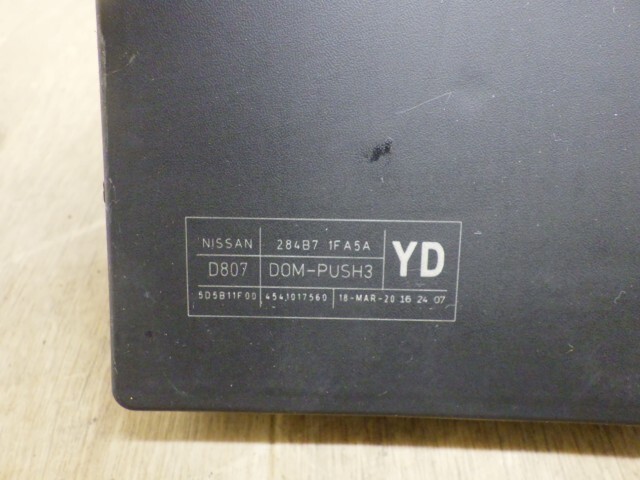 NISSAN 284B7 1FA5A YD
D807 DOM-PUSH3
5D5B11F00 4541017560 18-MAR-20 16 24 07